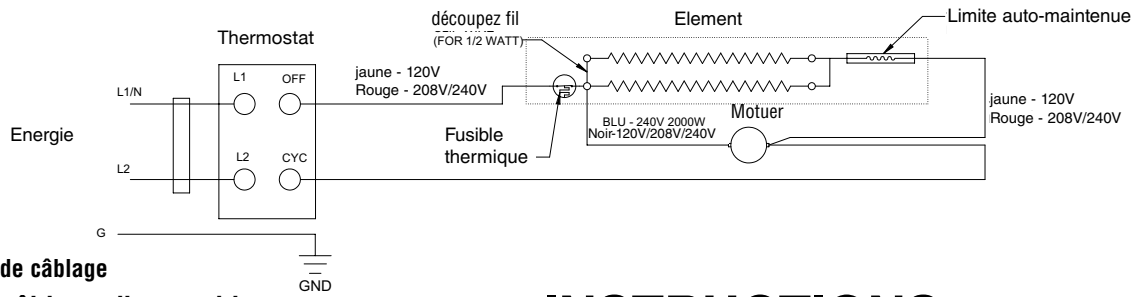 découpez fil
(FOR 1/2 WATT)
Element
Limite auto-maintenue
Thermostat
L1
OFF
jaune - 120V
Rouge - 208V/240V
L1/N
Energie
Fusible
thermique
BLU - 240V 2000W
Noir-120V/208V/240V
Motuer
jaune - 120V
Rouge - 208V/240V
L2
CYC
L2
G
GND
de câblage